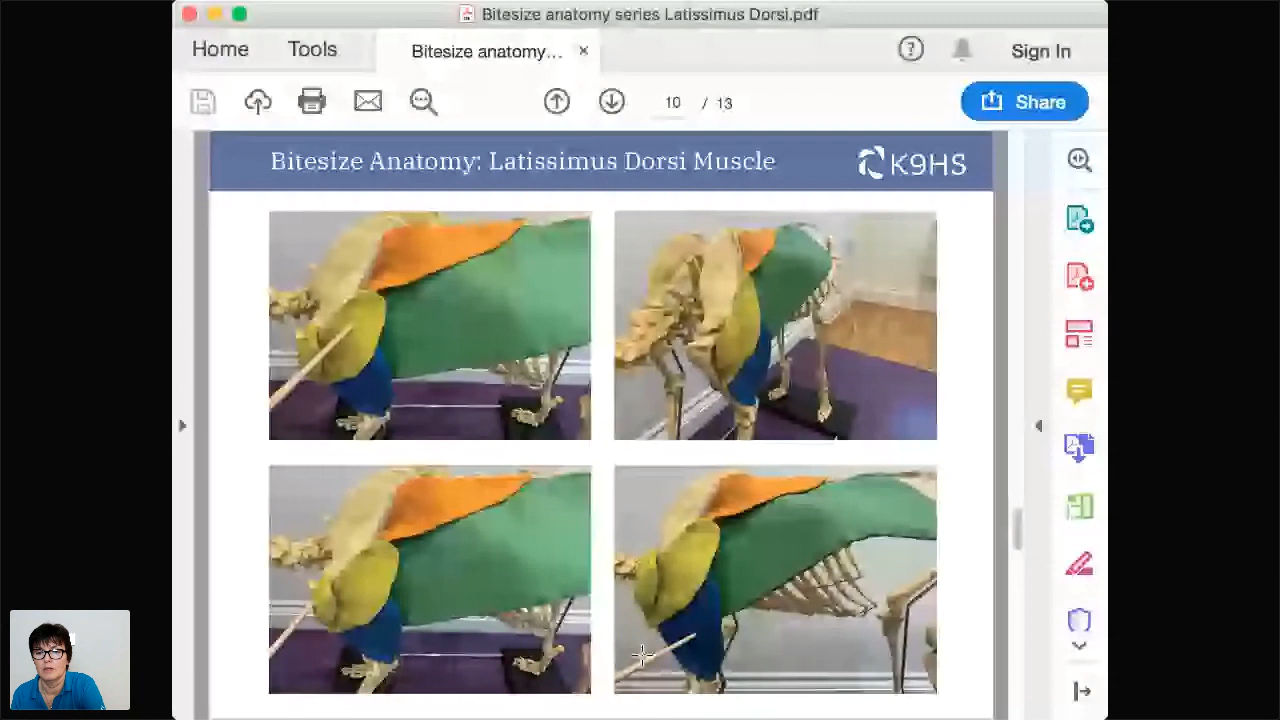 Bitesize anatomy series Latissimus Dorsi.pdf
Home
Tools
Bitesize anatomy...
Sign In
10 / 13
Share
Bitesize Anatomy: Latissimus Dorsi Muscle
K9HS